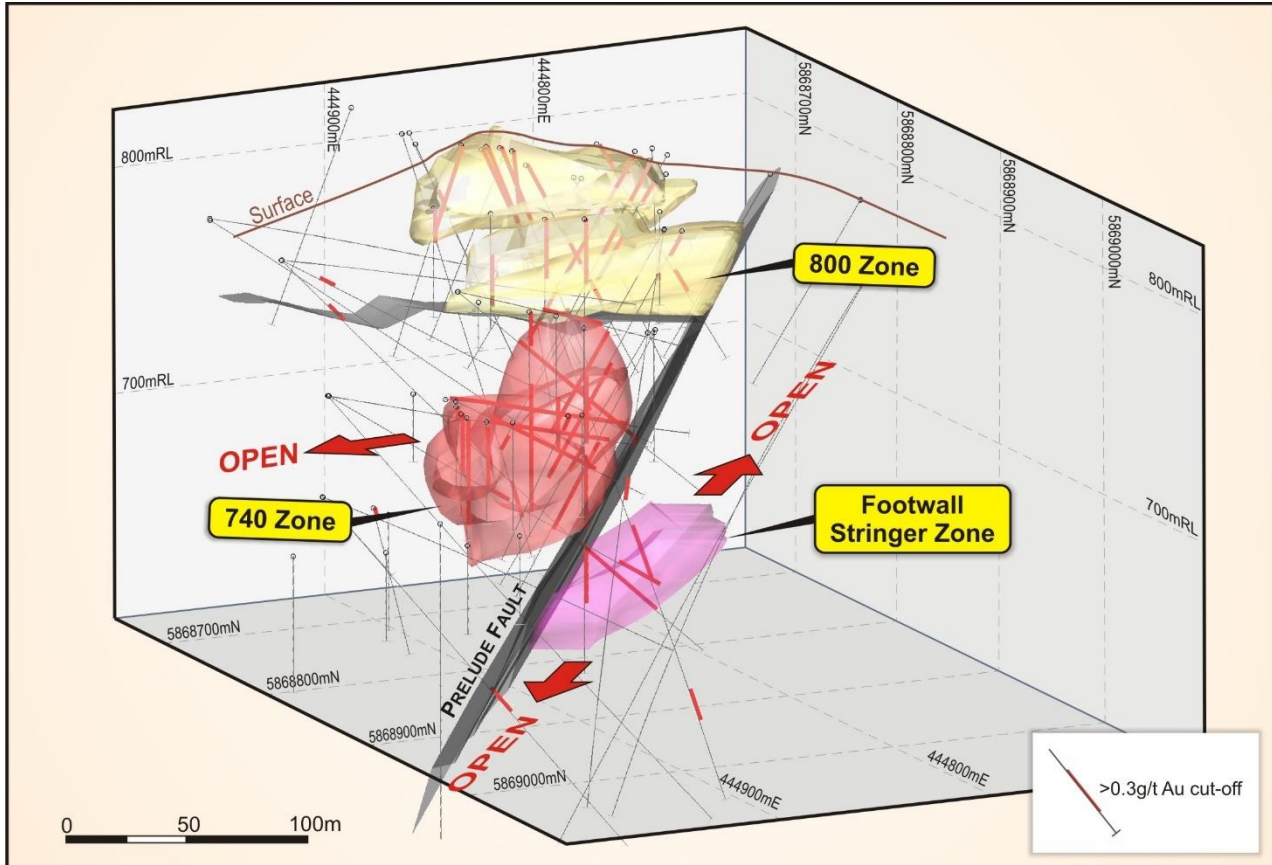 444900mE
444800mE
5868700mN
5868800mN
5868900mN
5869000mN
800mRL
Surface
800 Zone
800mRL
700mRL
OPEN
OPEN
700mRL
740 Zone
Footwall
Stringer Zone
PRELUDE FAULT
5868700mN
5868800mN
5868900mN
5869000mN
OPEN
444900mE
444800mE
>0.3g/t Au cut-off
0 50 100m